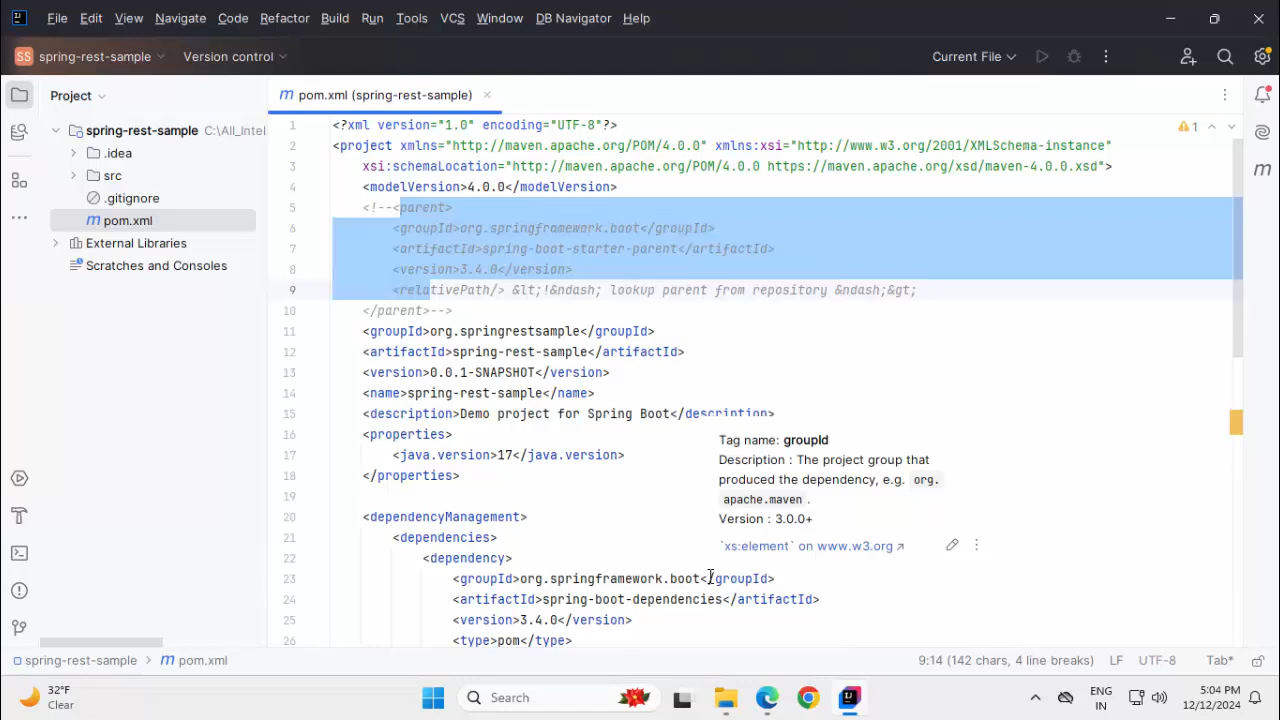 File Edit View Navigate Code Refactor Build Run Tools VCS Window DB Navigator Help
SS spring-rest-sample Version control Current File
Project
pom.xml (spring-rest-sample)
spring-rest-sample C:\All_Intel
.idea
src
.gitignore
pom.xml
External Libraries
Scratches and Consoles
1 <?xml version="1.0" encoding="UTF-8"?>
2 <project xmlns="http://maven.apache.org/POM/4.0.0" xmlns:xsi="http://www.w3.org/2001/XMLSchema-instance"
3 xsi:schemaLocation="http://maven.apache.org/POM/4.0.0 https://maven.apache.org/xsd/maven-4.0.0.xsd">
4 <modelVersion>4.0.0</modelVersion>
5 <!--<parent>
6 <groupId>org.springframework.boot</groupId>
7 <artifactId>spring-boot-starter-parent</artifactId>
8 <version>3.4.0</version>
9 <relativePath/> &lt;!&ndash; lookup parent from repository &ndash;&gt;
10 </parent>-->
11 <groupId>org.springrestsample</groupId>
12 <artifactId>spring-rest-sample</artifactId>
13 <version>0.0.1-SNAPSHOT</version>
14 <name>spring-rest-sample</name>
15 <description>Demo project for Spring Boot</description>
16 <properties>
17 <java.version>17</java.version>
18 </properties>
19
20 <dependencyManagement>
21 <dependencies>
22 <dependency>
23 <groupId>org.springframework.boot</groupId>
24 <artifactId>spring-boot-dependencies</artifactId>
25 <version>3.4.0</version>
26 <type>pom</type>
1
Tag name: groupId
Description : The project group that
produced the dependency, e.g. org.
apache.maven .
Version : 3.0.0+
`xs:element` on www.w3.org ↗
spring-rest-sample > pom.xml 9:14 (142 chars, 4 line breaks) LF UTF-8 Tab*
32°F
Clear
Search
ENG
IN
5:04 PM
12/12/2024